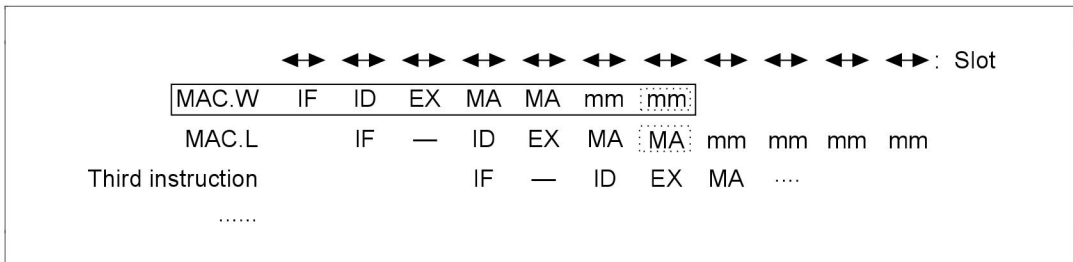 : Slot
MAC.W IF ID EX MA MA mm mm
MAC.L IF — ID EX MA MA mm mm mm mm
Third instruction IF — ID EX MA ....
......